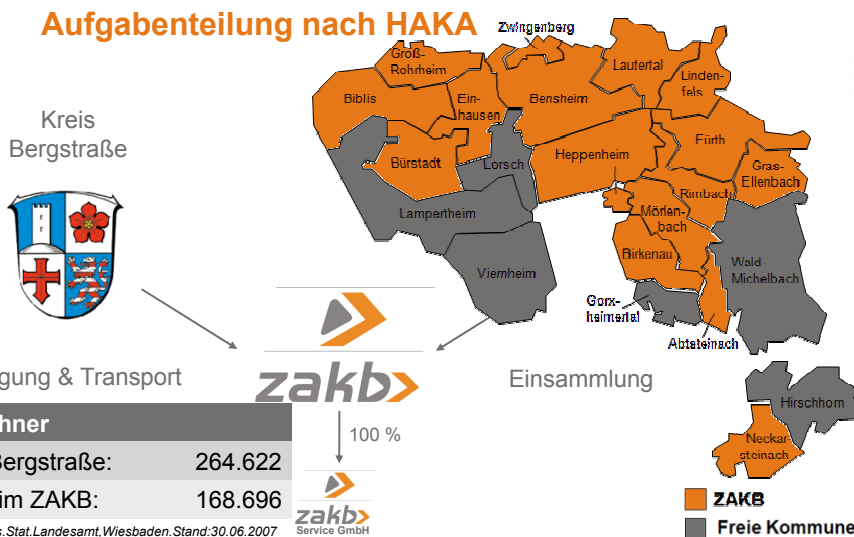 Aufgabenteilung nach HAKA
Kreis
Bergstraße
Zwingenberg
Groß-
Rohrheim
Lautertal
Linden-
fels
Biblis
Ein-
hausen
Bensheim
Bürstadt
Lorsch
Heppenheim
Fürth
Gras-
Ellenbach
Rimbach
Mörlen-
bach
Lampertheim
Birkenau
Wald-
Michelbach
Viernheim
Gorx-
heimertal
Abtsteinach
Hirschhorn
Neckar-
steinach
gung & Transport
zakb
Einsammlung
100 %
hner
Bergstraße: 264.622
im ZAKB: 168.696
s.Stat.Landesamt,Wiesbaden.Stand:30.06.2007
zakb
Service GmbH
ZAKB
Freie Kommune